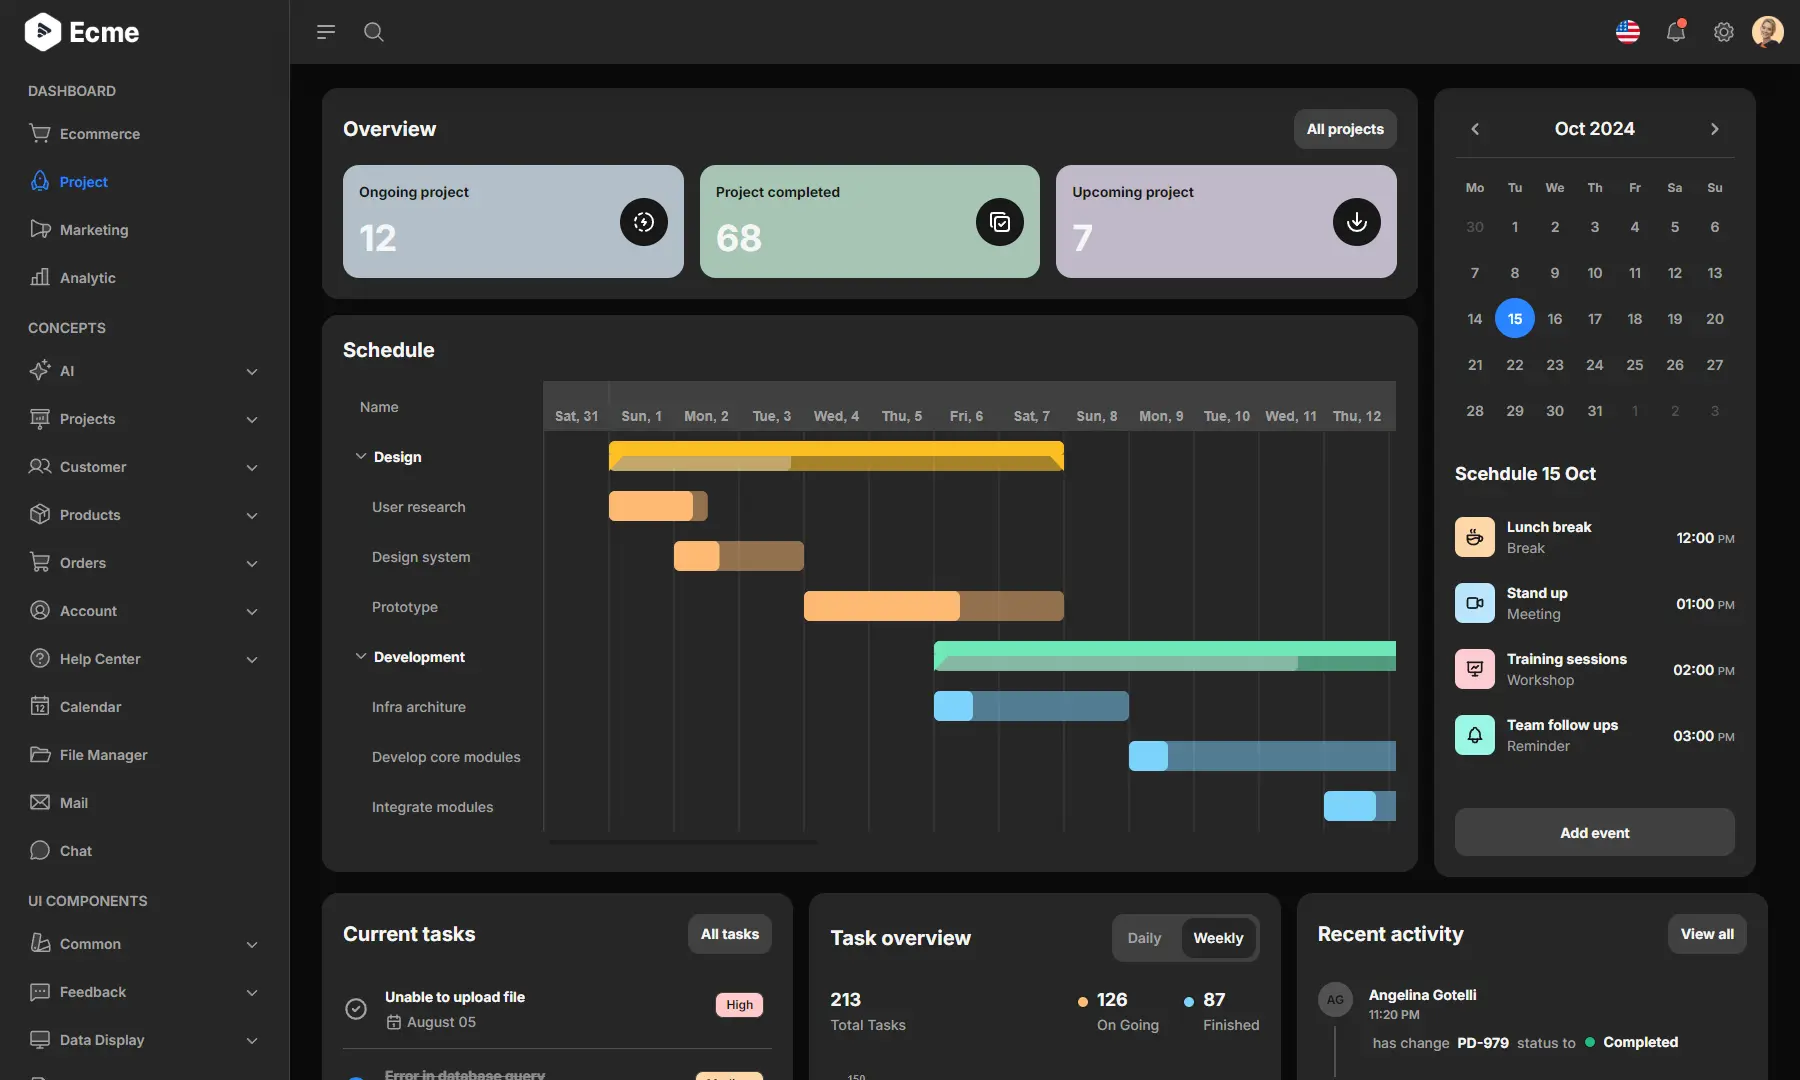 Ecme
DASHBOARD
Ecommerce
Project
Marketing
Analytic
CONCEPTS
AI
Projects
Customer
Products
Orders
Account
Help Center
12
Calendar
File Manager
Mail
Chat
UI COMPONENTS
Common
Feedback
Data Display
Overview
All projects
Ongoing project
12
Project completed
68
Upcoming project
7
Schedule
Name
Sat, 31 Sun, 1 Mon, 2 Tue, 3 Wed, 4 Thu, 5 Fri, 6 Sat, 7 Sun, 8 Mon, 9 Tue, 10 Wed, 11 Thu, 12
Design
User research
Design system
Prototype
Development
Infra architure
Develop core modules
Integrate modules
Oct 2024
Mo Tu We Th Fr Sa Su
30 1 2 3 4 5 6
7 8 9 10 11 12 13
14 15 16 17 18 19 20
21 22 23 24 25 26 27
28 29 30 31 1 2 3
Scehdule 15 Oct
Lunch break
Break
12:00 PM
Stand up
Meeting
01:00 PM
Training sessions
Workshop
02:00 PM
Team follow ups
Reminder
03:00 PM
Add event
Current tasks
All tasks
Unable to upload file
August 05
High
Error in database query
Task overview
Daily Weekly
213
Total Tasks
126
On Going
87
Finished
150
Recent activity
View all
AG
Angelina Gotelli
11:20 PM
has change PD-979 status to Completed